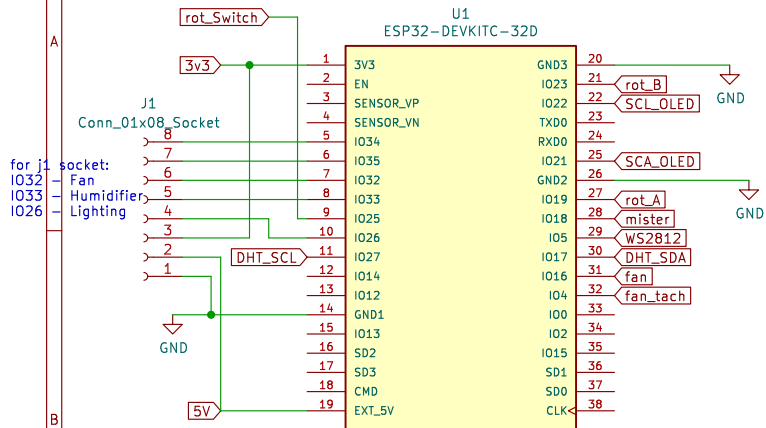 U1
ESP32-DEVKITC-32D
rot_Switch
A
3v3
1 3V3
2 EN
3 SENSOR_VP
4 SENSOR_VN
5 IO34
6 IO35
7 IO32
8 IO33
9 IO25
10 IO26
11 IO27
12 IO14
13 IO12
14 GND1
15 IO13
16 SD2
17 SD3
18 CMD
19 EXT_5V
GND3 20
IO23 21 rot_B
IO22 22 SCL_OLED
TXD0 23
RXD0 24
IO21 25 SCA_OLED
GND2 26
IO19 27 rot_A
IO18 28 mister
IO5 29 WS2812
IO17 30 DHT_SDA
IO16 31 fan
IO4 32 fan_tach
IO0 33
IO2 34
IO15 35
SD1 36
SD0 37
CLK 38
GND
GND
J1
Conn_01x08_Socket
8
7
6
5
4
3
2
1
for j1 socket:
IO32 - Fan
IO33 - Humidifier
IO26 - Lighting
DHT_SCL
GND
5V
B